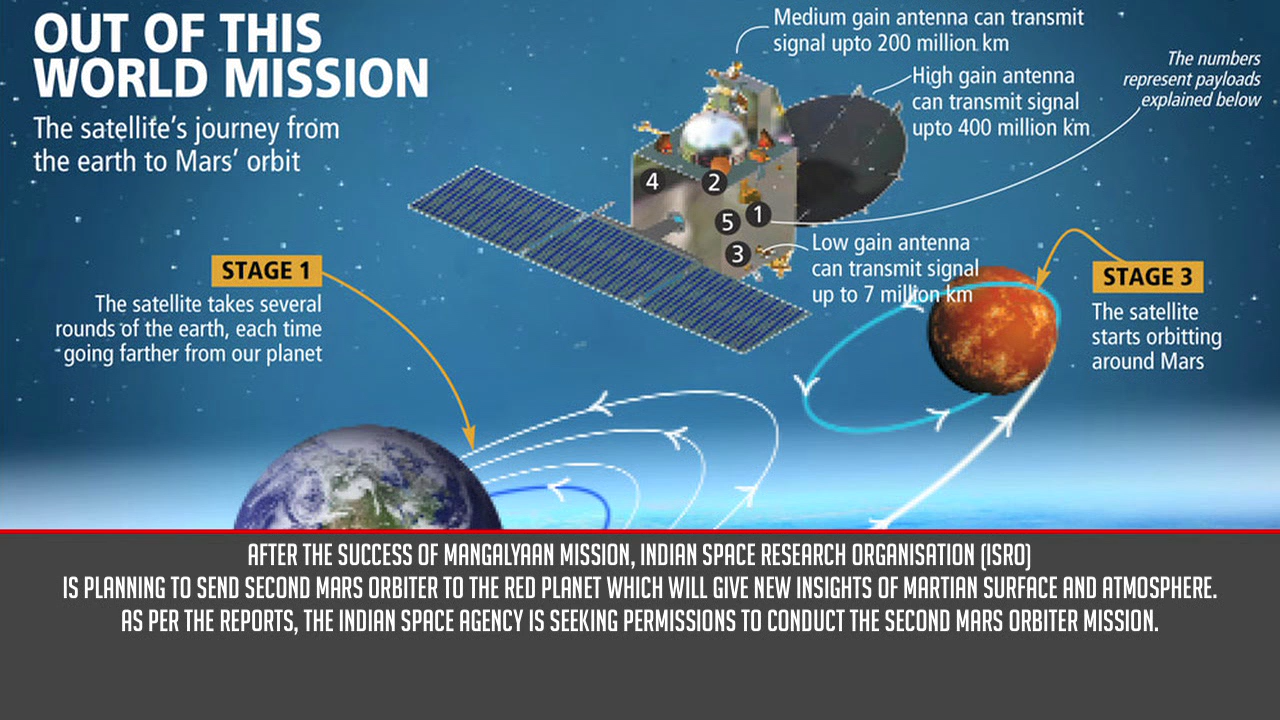 OUT OF THIS
WORLD MISSION
The satellite's journey from
the earth to Mars' orbit
Medium gain antenna can transmit
signal upto 200 million km
High gain antenna
can transmit signal
upto 400 million km
The numbers
represent payloads
explained below
4
2
5
1
3
Low gain antenna
can transmit signal
up to 7 million km
STAGE 1
The satellite takes several
rounds of the earth, each time
going farther from our planet
STAGE 3
The satellite
starts orbitting
around Mars
AFTER THE SUCCESS OF MANGALYAAN MISSION, INDIAN SPACE RESEARCH ORGANISATION (ISRO)
IS PLANNING TO SEND SECOND MARS ORBITER TO THE RED PLANET WHICH WILL GIVE NEW INSIGHTS OF MARTIAN SURFACE AND ATMOSPHERE.
AS PER THE REPORTS, THE INDIAN SPACE AGENCY IS SEEKING PERMISSIONS TO CONDUCT THE SECOND MARS ORBITER MISSION.